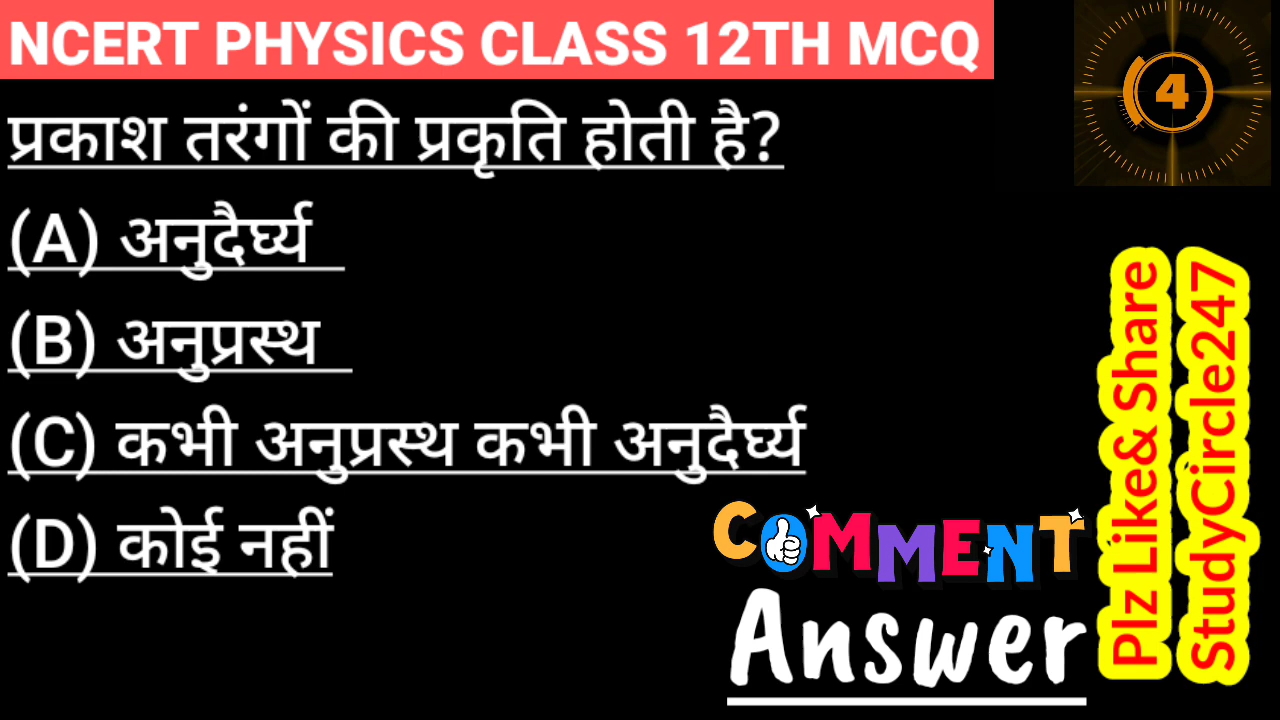 NCERT PHYSICS CLASS 12TH MCQ
4
प्रकाश तरंगों की प्रकृति होती है?
(A) अनुदैर्घ्य
(B) अनुप्रस्थ
(C) कभी अनुप्रस्थ कभी अनुदैर्घ्य
(D) कोई नहीं
COMMENT
Answer
Plz Like& Share
StudyCircle247